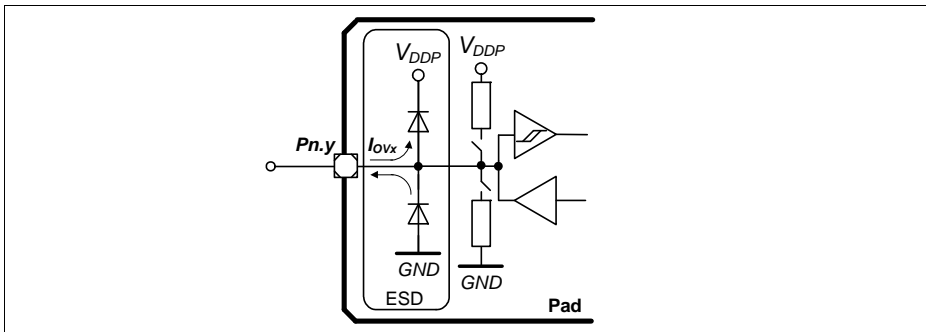 VDDP
VDDP
Pn.y
IOVx
GND
ESD
GND
Pad